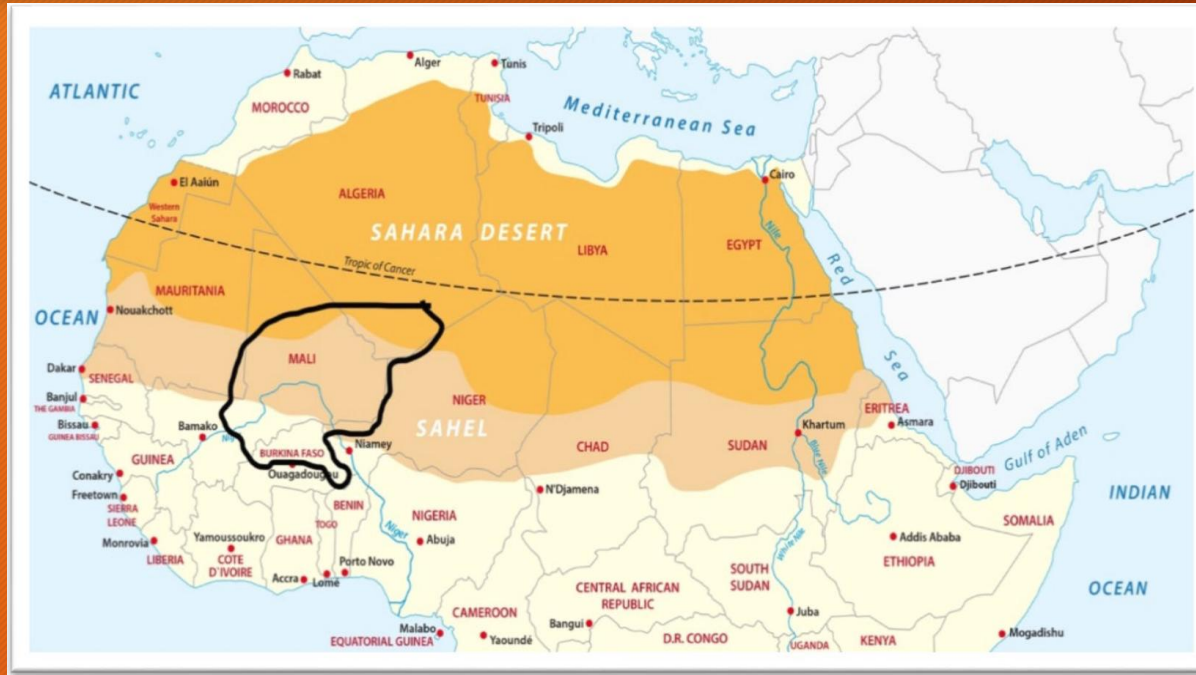 ATLANTIC
Rabat
Alger
Tunis
MOROCCO
TUNISIA
Mediterranean Sea
Tripoli
El Aaiún
Cairo
ALGERIA
Western
Sahara
SAHARA DESERT
Nile
LIBYA
EGYPT
Red
Sea
Tropic of Cancer
MAURITANIA
OCEAN
Nouakchott
MALI
Dakar
SENEGAL
NIGER
Banjul
THE GAMBIA
ERITREA
Bissau
GUINEA BISSAU
Bamako
SAHEL
Khartum
Asmara
Niamey
CHAD
SUDAN
Blue Nile
Gulf of Aden
GUINEA
BURKINA FASO
Conakry
Ouagadougou
DJIBOUTI
Djibouti
Freetown
N'Djamena
INDIAN
SIERRA
LEONE
BENIN
NIGERIA
TOGO
Niger
SOMALIA
Monrovia
Yamoussoukro
GHANA
Abuja
Addis Ababa
LIBERIA
COTE
D'IVOIRE
Porto Novo
White Nile
ETHIOPIA
Accra
Lomé
SOUTH
SUDAN
CENTRAL AFRICAN
REPUBLIC
OCEAN
CAMEROON
Juba
Malabo
Bangui
EQUATORIAL GUINEA
Yaoundé
D.R. CONGO
UGANDA
KENYA
Mogadishu